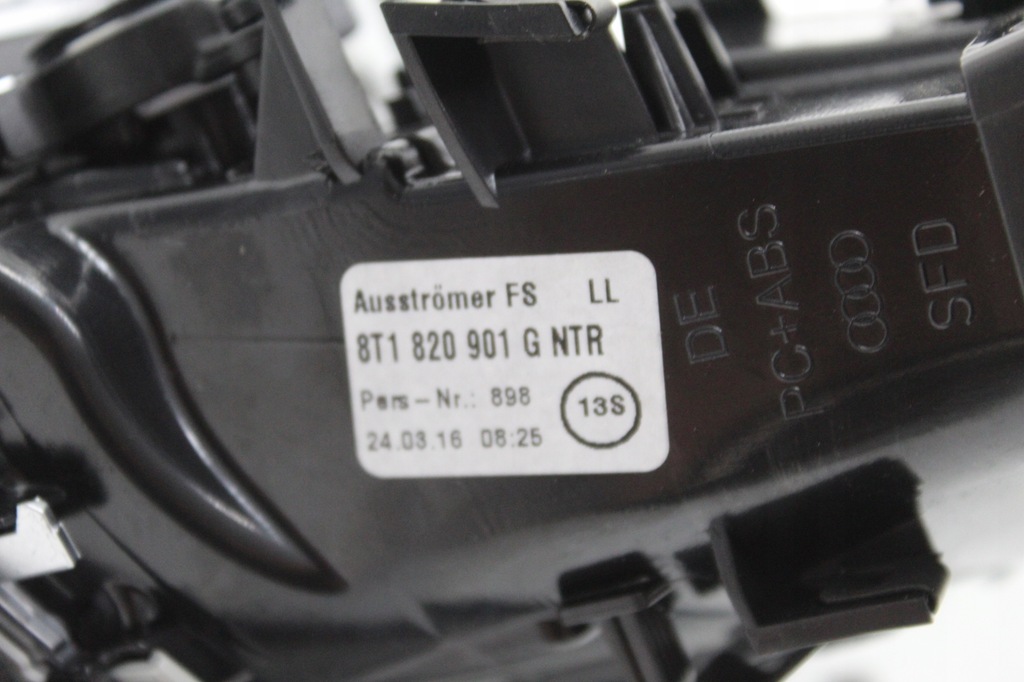 Ausströmer FS LL
8T1 820 901 G NTR
Pers-Nr.: 898
24.03.16 08:25
13S
DE
PC+ABS
SFD